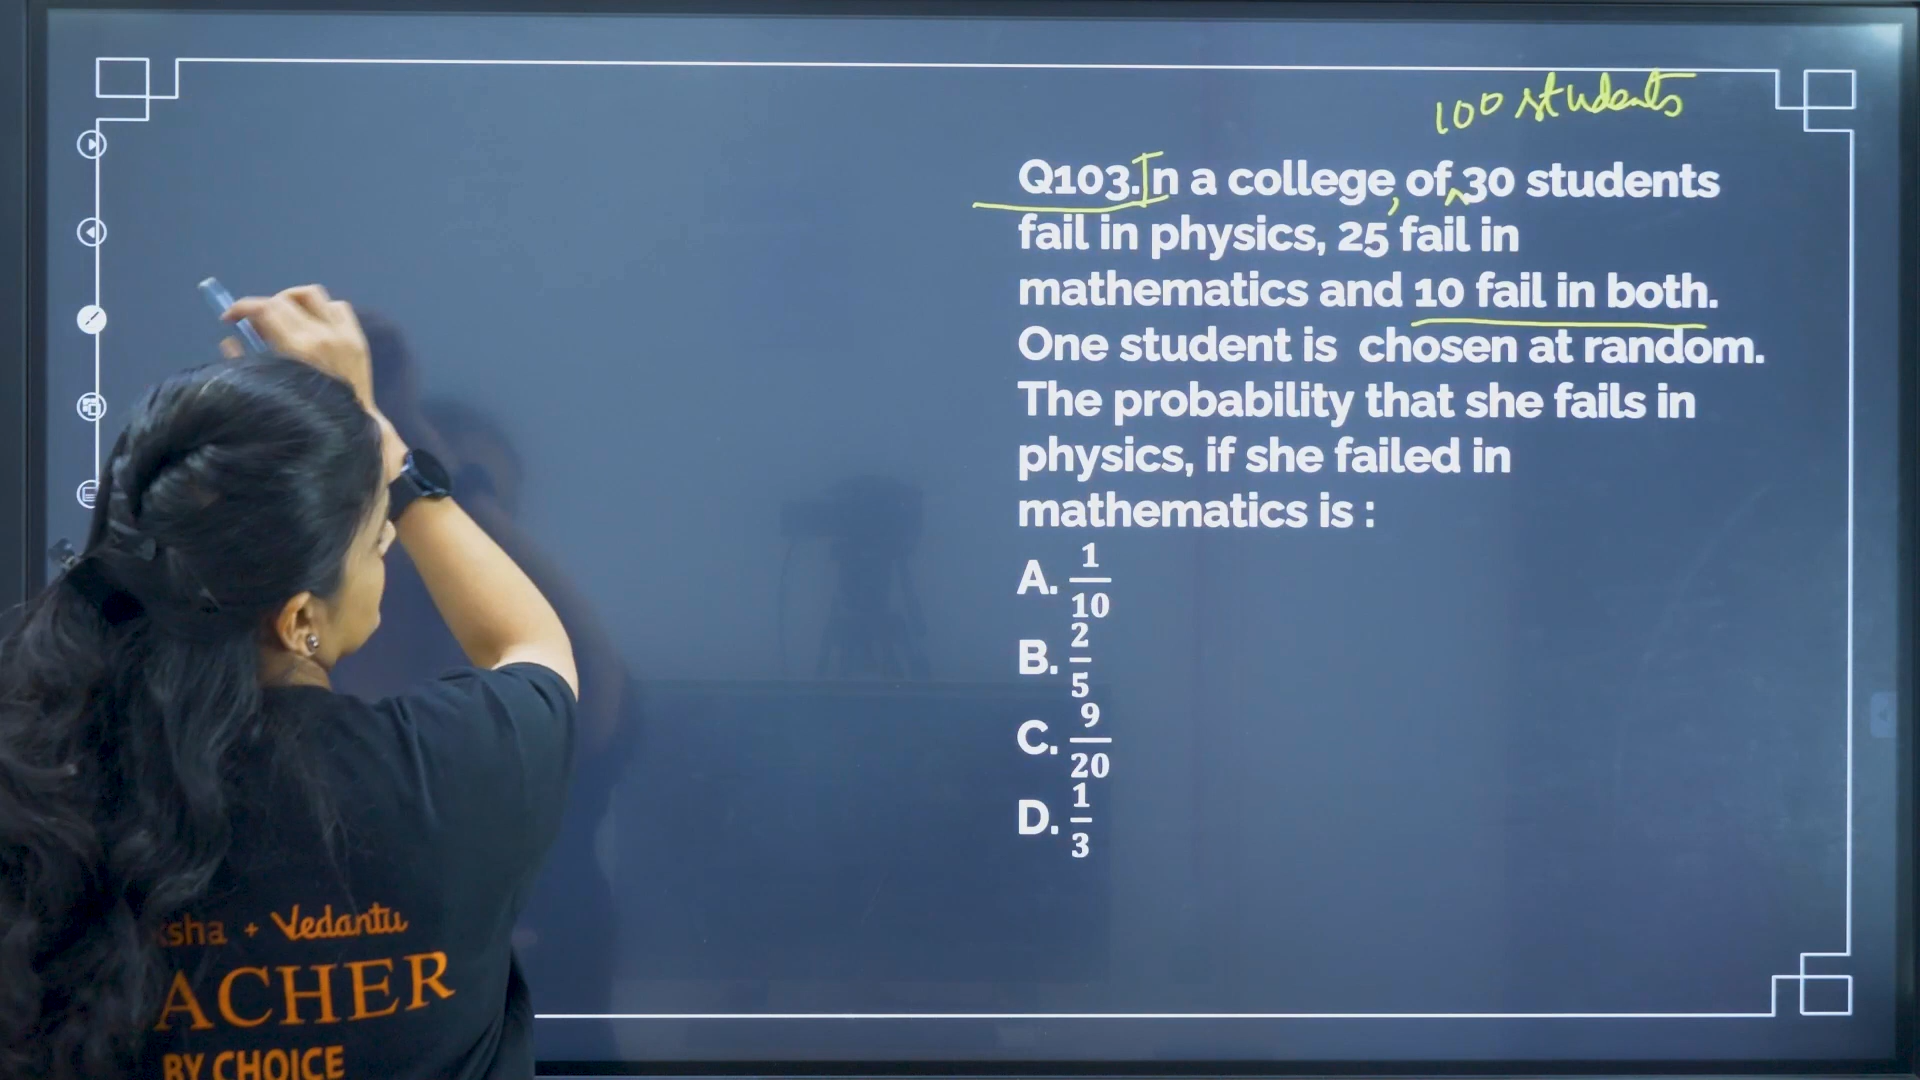 100 students
Q103.In a college, of 30 students
fail in physics, 25 fail in
mathematics and 10 fail in both.
One student is chosen at random.
The probability that she fails in
physics, if she failed in
mathematics is :
A. 1/10
B. 2/5
C. 9/20
D. 1/3
sha + Vedantu
ACHER
BY CHOICE